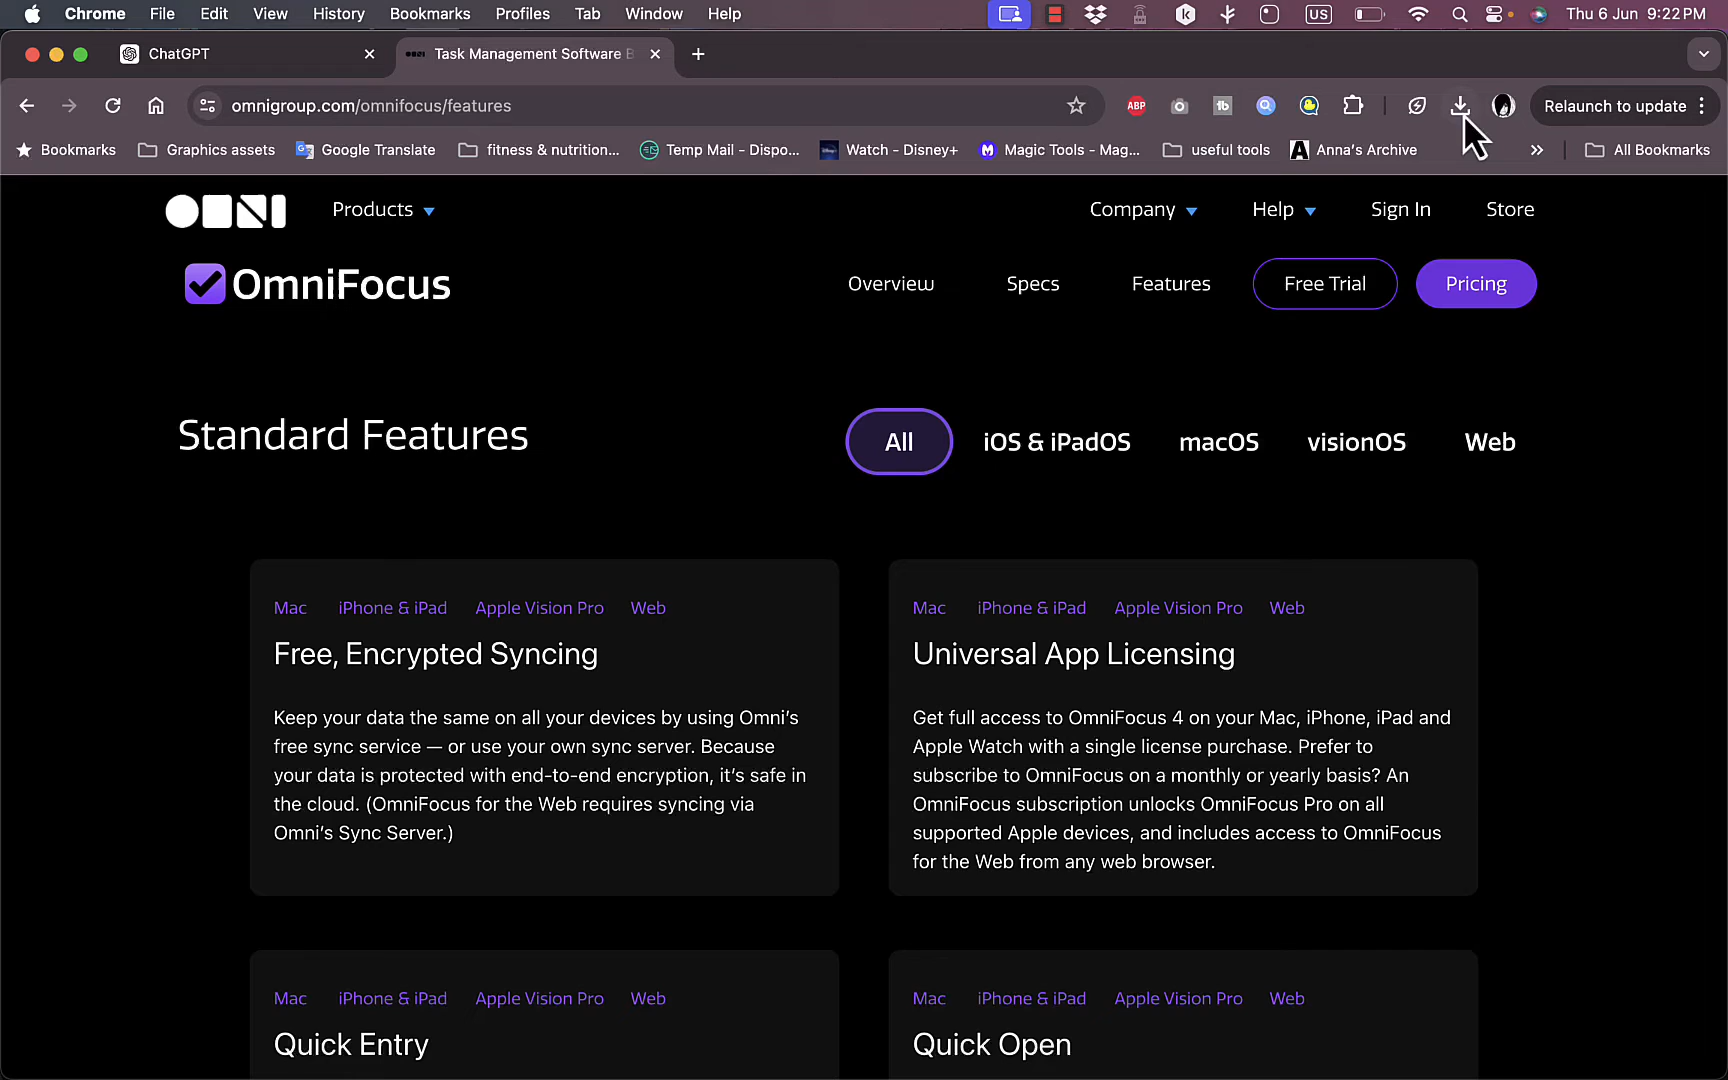 Chrome File Edit View History Bookmarks Profiles Tab Window Help US Thu 6 Jun 9:22 PM
ChatGPT Task Management Software B
omnigroup.com/omnifocus/features ABP tb Relaunch to update
Bookmarks Graphics assets Google Translate fitness & nutrition... Temp Mail - Dispo... Watch - Disney+ Magic Tools - Mag... useful tools Anna's Archive All Bookmarks
OMNI Products Company Help Sign In Store
OmniFocus Overview Specs Features Free Trial Pricing
Standard Features All iOS & iPadOS macOS visionOS Web
Mac iPhone & iPad Apple Vision Pro Web
Free, Encrypted Syncing
Keep your data the same on all your devices by using Omni's
free sync service — or use your own sync server. Because
your data is protected with end-to-end encryption, it's safe in
the cloud. (OmniFocus for the Web requires syncing via
Omni's Sync Server.)
Mac iPhone & iPad Apple Vision Pro Web
Universal App Licensing
Get full access to OmniFocus 4 on your Mac, iPhone, iPad and
Apple Watch with a single license purchase. Prefer to
subscribe to OmniFocus on a monthly or yearly basis? An
OmniFocus subscription unlocks OmniFocus Pro on all
supported Apple devices, and includes access to OmniFocus
for the Web from any web browser.
Mac iPhone & iPad Apple Vision Pro Web
Quick Entry
Mac iPhone & iPad Apple Vision Pro Web
Quick Open